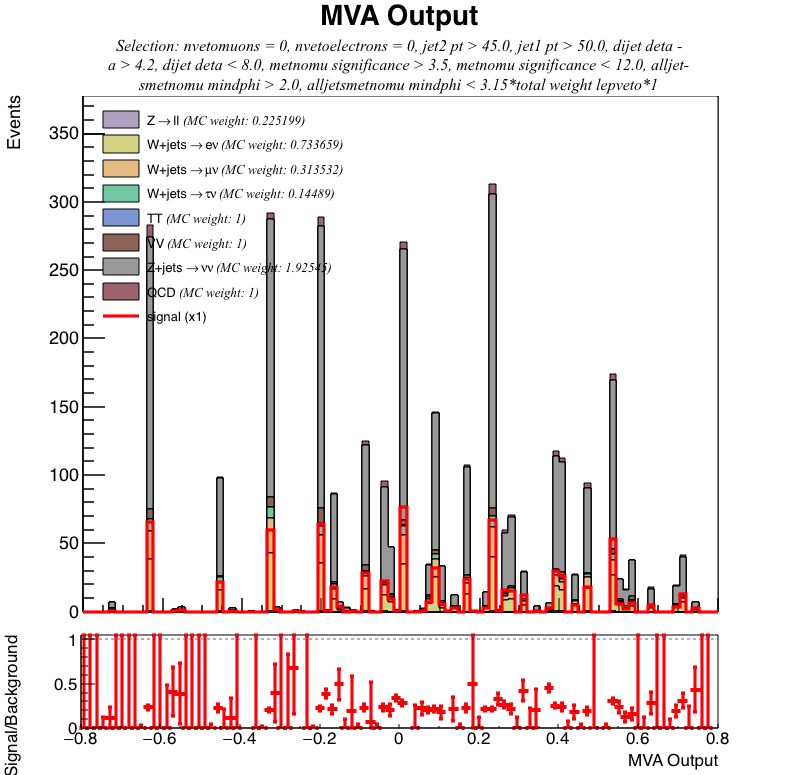 MVA Output
Selection: nvetomuons = 0, nvetoelectrons = 0, jet2 pt > 45.0, jet1 pt > 50.0, dijet deta -
a > 4.2, dijet deta < 8.0, metnomu significance > 3.5, metnomu significance < 12.0, alljet-
smetnomu mindphi > 2.0, alljetsmetnomu mindphi < 3.15*total weight lepveto*1
Events
350
300
250
200
150
100
50
0
Z→ll (MC weight: 0.225199)
W+jets→eν (MC weight: 0.733659)
W+jets→μν (MC weight: 0.313532)
W+jets→τν (MC weight: 0.14489)
TT (MC weight: 1)
VV (MC weight: 1)
Z+jets→νν (MC weight: 1.92545)
QCD (MC weight: 1)
signal (x1)
Signal/Background
1
0.5
0
−0.8 −0.6 −0.4 −0.2 0 0.2 0.4 0.6 0.8
MVA Output